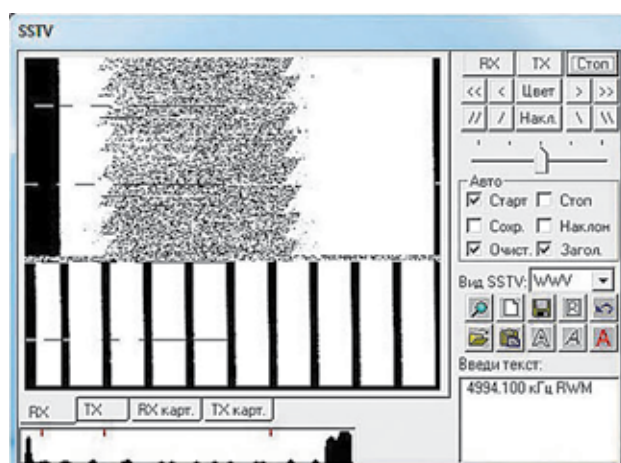 SSTV
RX TX Стоп
<< < Цвет > >>
// / Накл. \ \\
Авто
Старт Стоп
Сохр. Наклон
Очист. Загол.
Вид SSTV: WWV
Введи текст:
4994.100 кГц RWM
RX TX RX карт. TX карт.